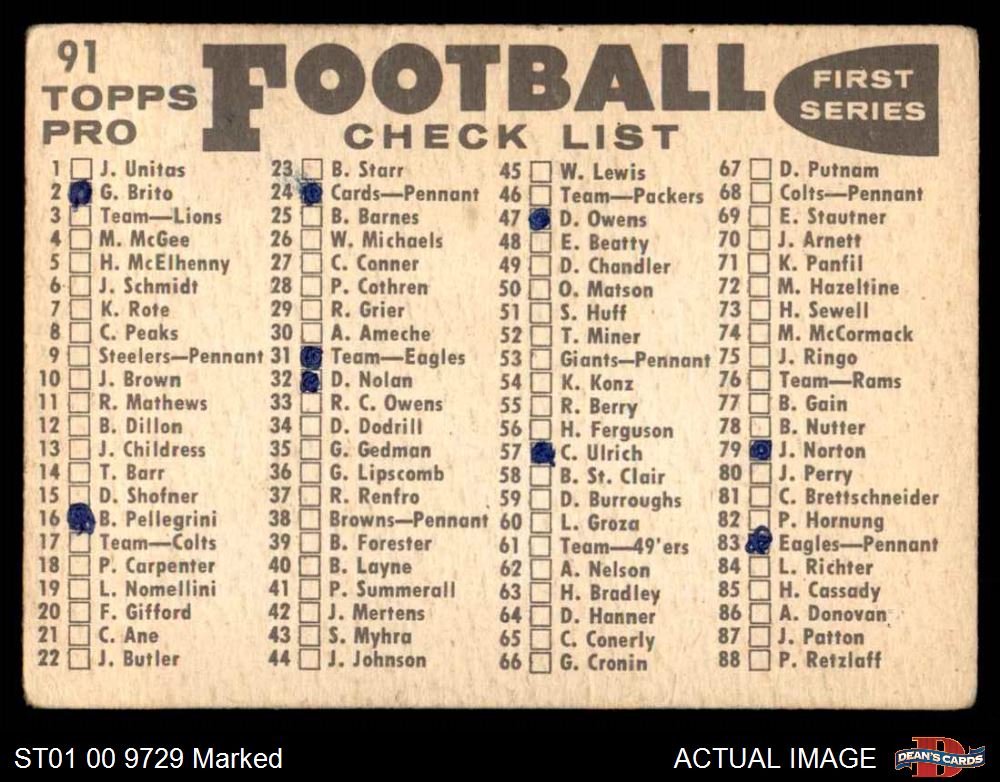 91
TOPPS
PRO
FOOTBALL
CHECK LIST
FIRST
SERIES
1 J. Unitas
2 G. Brito
3 Team—Lions
4 M. McGee
5 H. McElhenny
6 J. Schmidt
7 K. Rote
8 C. Peaks
9 Steelers—Pennant
10 J. Brown
11 R. Mathews
12 B. Dillon
13 J. Childress
14 T. Barr
15 D. Shofner
16 B. Pellegrini
17 Team—Colts
18 P. Carpenter
19 L. Nomellini
20 F. Gifford
21 C. Ane
22 J. Butler
23 B. Starr
24 Cards—Pennant
25 B. Barnes
26 W. Michaels
27 C. Conner
28 P. Cothren
29 R. Grier
30 A. Ameche
31 Team—Eagles
32 D. Nolan
33 R. C. Owens
34 D. Dodrill
35 G. Gedman
36 G. Lipscomb
37 R. Renfro
38 Browns—Pennant
39 B. Forester
40 B. Layne
41 P. Summerall
42 J. Mertens
43 S. Myhra
44 J. Johnson
45 W. Lewis
46 Team—Packers
47 D. Owens
48 E. Beatty
49 D. Chandler
50 O. Matson
51 S. Huff
52 T. Miner
53 Giants—Pennant
54 K. Konz
55 R. Berry
56 H. Ferguson
57 C. Ulrich
58 B. St. Clair
59 D. Burroughs
60 L. Groza
61 Team—49'ers
62 A. Nelson
63 H. Bradley
64 D. Hanner
65 C. Conerly
66 G. Cronin
67 D. Putnam
68 Colts—Pennant
69 E. Stautner
70 J. Arnett
71 K. Panfil
72 M. Hazeltine
73 H. Sewell
74 M. McCormack
75 J. Ringo
76 Team—Rams
77 B. Gain
78 B. Nutter
79 J. Norton
80 J. Perry
81 C. Brettschneider
82 P. Hornung
83 Eagles—Pennant
84 L. Richter
85 H. Cassady
86 A. Donovan
87 J. Patton
88 P. Retzlaff
ST01 00 9729 Marked
ACTUAL IMAGE
D
DEAN'S CARDS